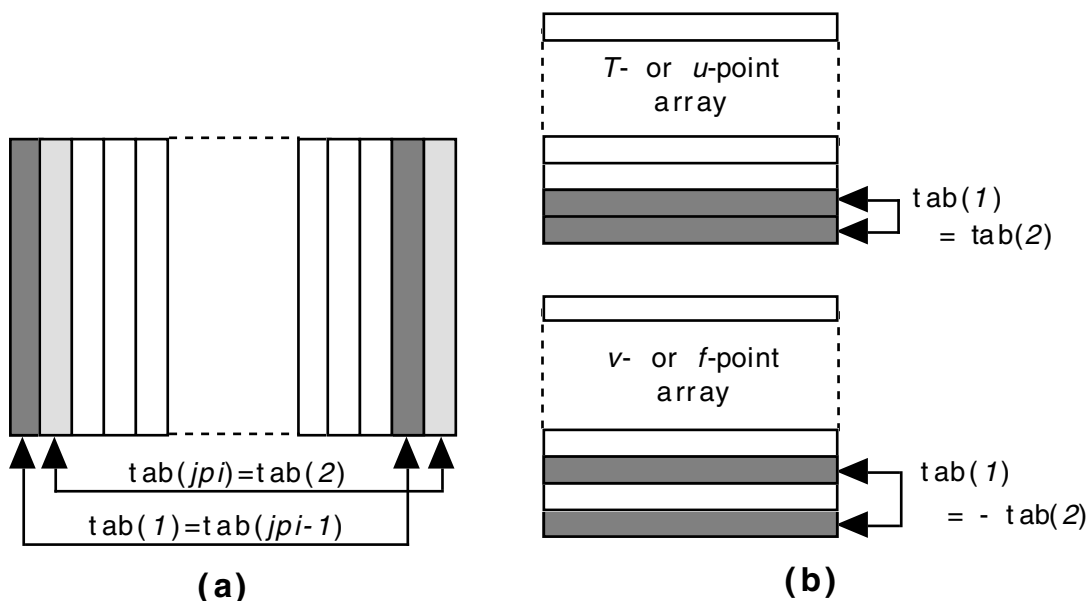 tab(jpi)=tab(2)
tab(1)=tab(jpi-1)
(a)
T- or u-point
array
tab(1)
= tab(2)
v- or f-point
array
tab(1)
= - tab(2)
(b)